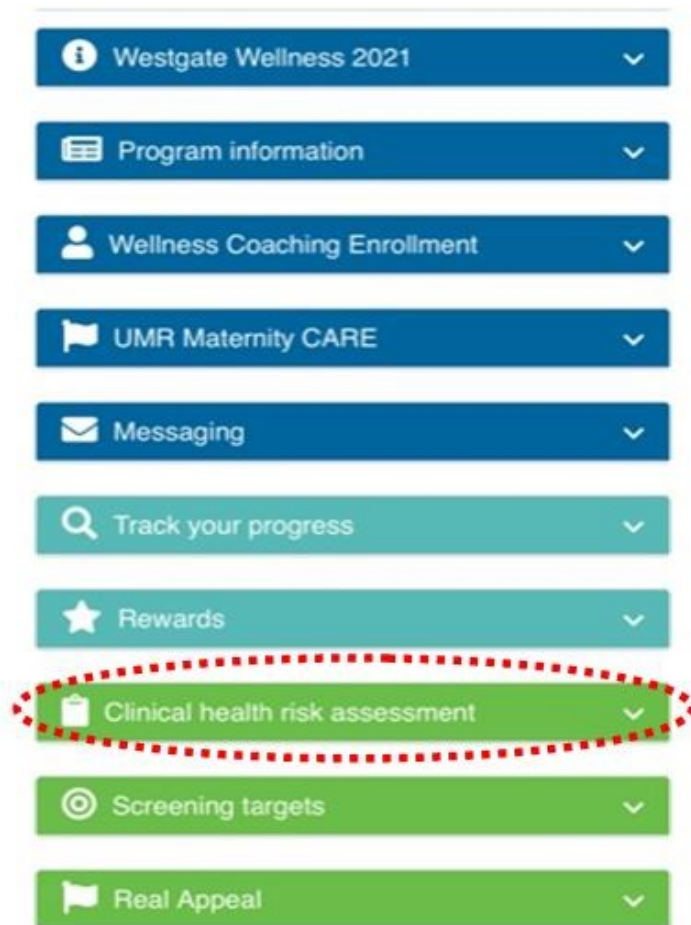 Westgate Wellness 2021
Program information
Wellness Coaching Enrollment
UMR Maternity CARE
Messaging
Track your progress
Rewards
Clinical health risk assessment
Screening targets
Real Appeal